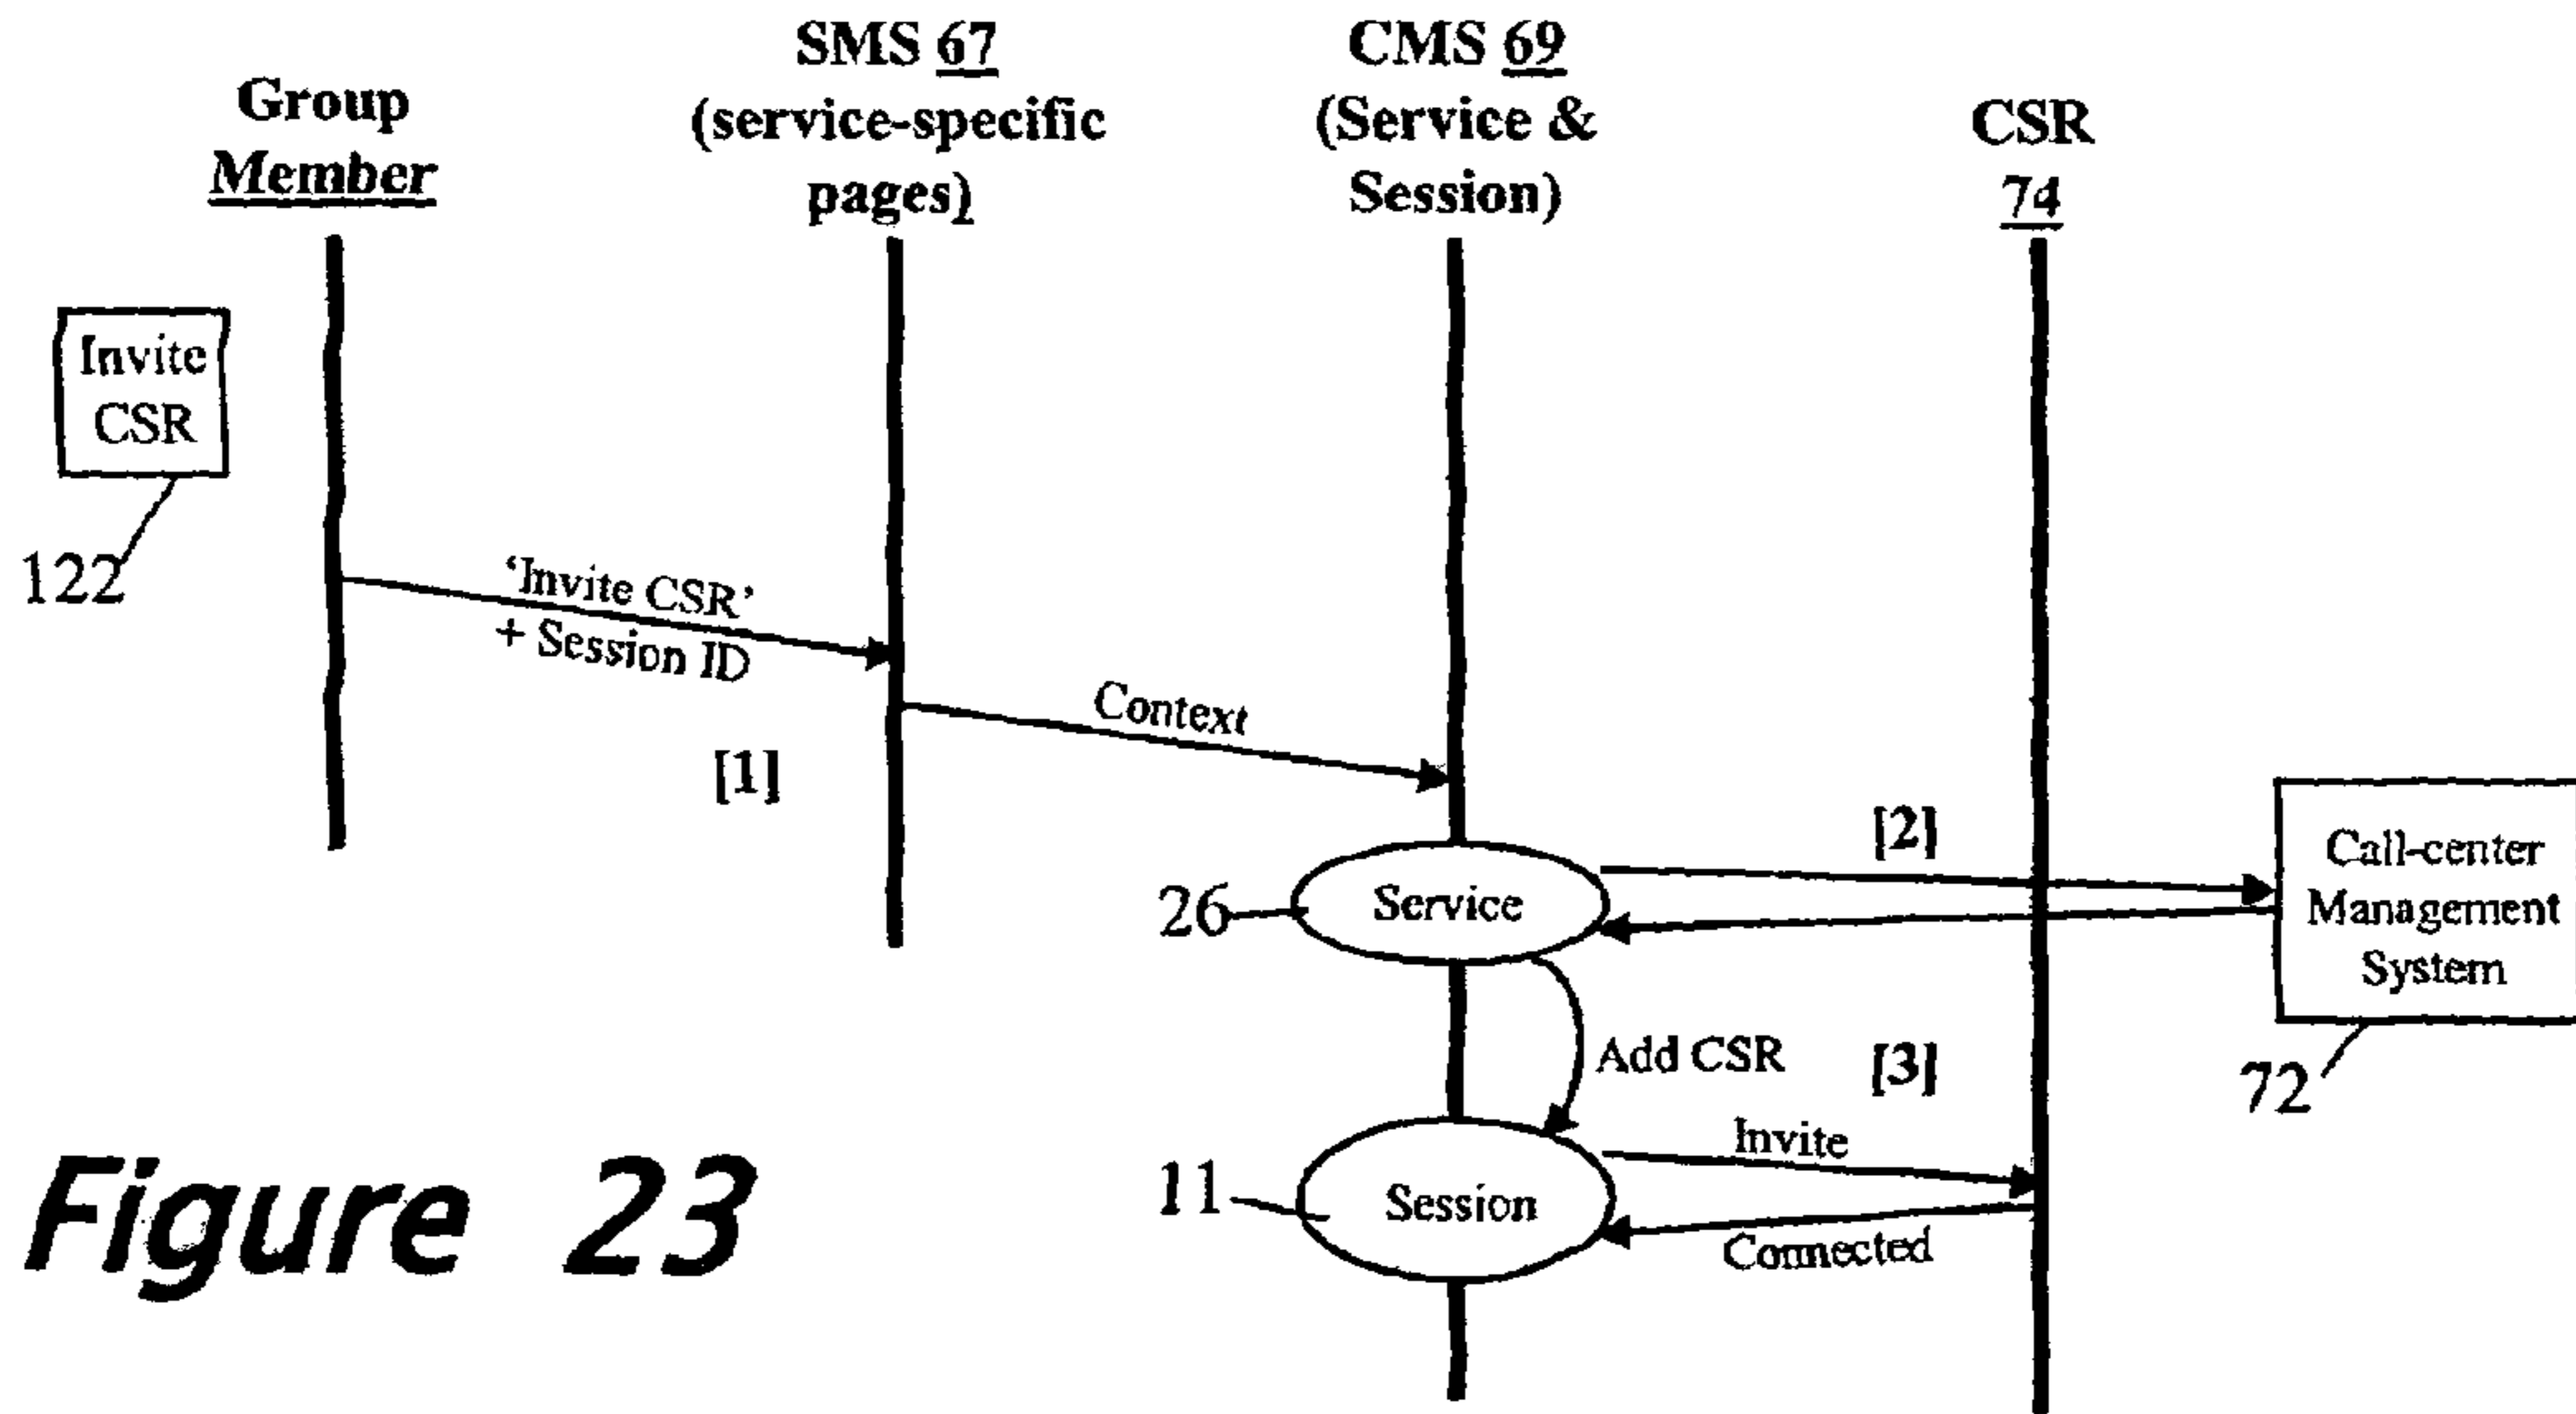 Group
Member
SMS 67
(service-specific
pages)
CMS 69
(Service &
Session)
CSR
74
Invite
CSR
122
‘Invite CSR’
+ Session ID
Context
[1]
[2]
Call-center
Management
System
72
26
Service
Add CSR
[3]
Invite
11
Session
Connected
Figure 23